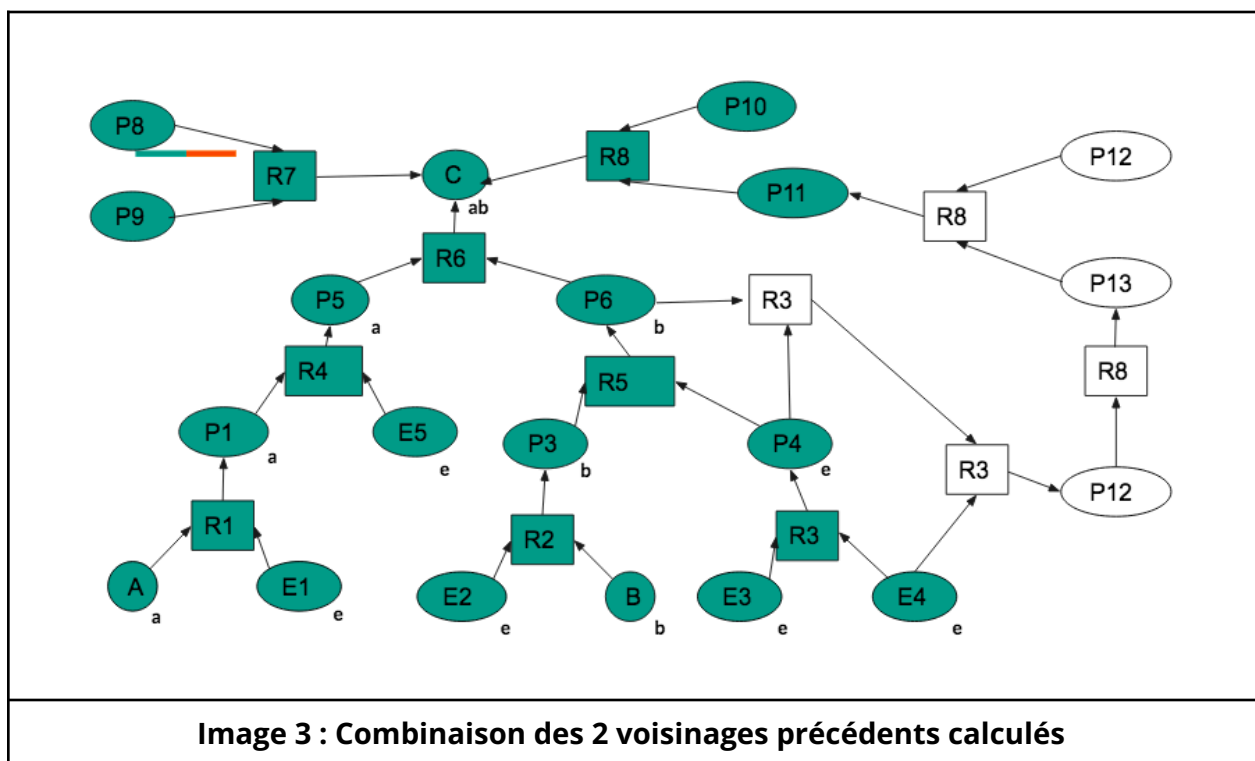 P8
P10
R7
C
R8
P12
P9
ab
P11
R8
R6
P5
a
P6
b
R3
P13
R4
R5
R8
P1
a
E5
e
P3
b
P4
e
R3
P12
R1
R2
R3
A
a
E1
e
E2
e
B
b
E3
e
E4
e
Image 3 : Combinaison des 2 voisinages précédents calculés